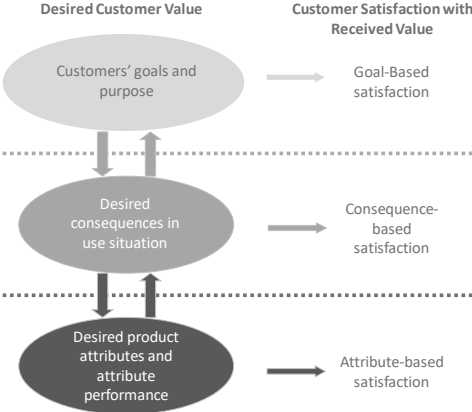 Desired Customer Value
Customer Satisfaction with
Received Value
Customers' goals and
purpose
Goal-Based
satisfaction
Desired
consequences in
use situation
Consequence-
based
satisfaction
Desired product
attributes and
attribute
performance
Attribute-based
satisfaction